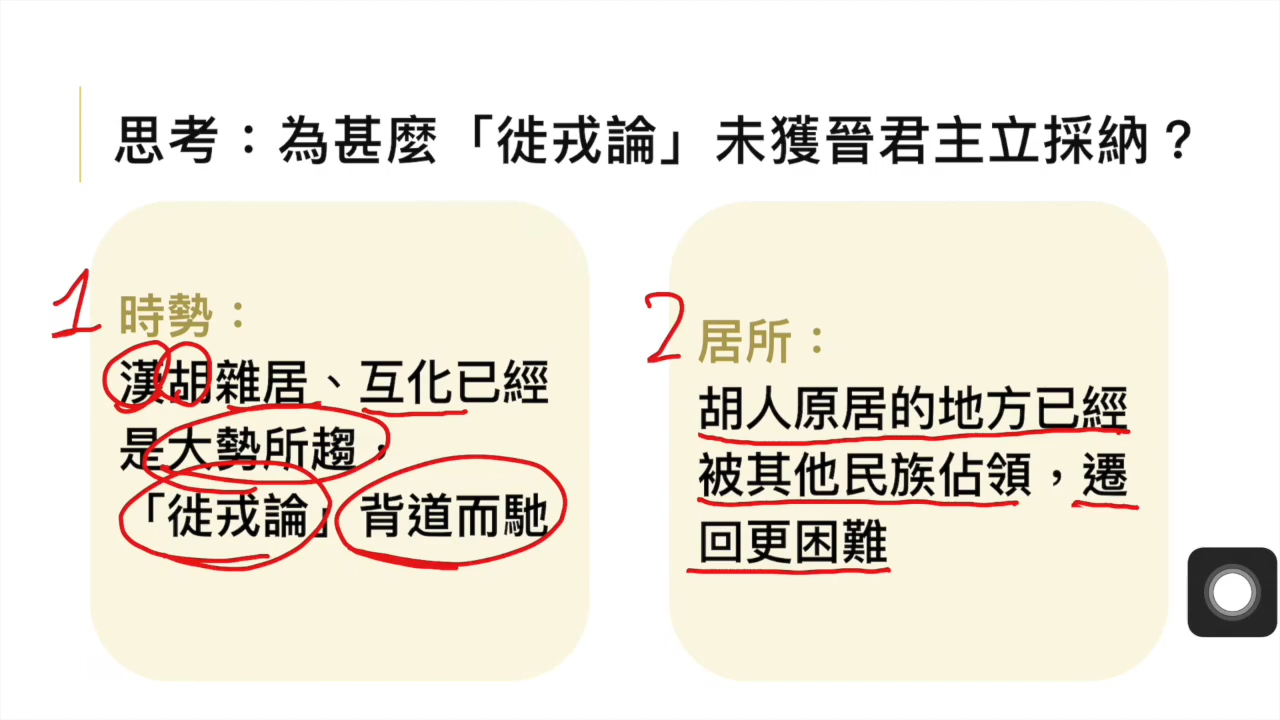 思考：為甚麼「徙戎論」未獲晉君主立採納？
1
時勢：
漢胡雜居、互化已經
是大勢所趨，
「徙戎論」背道而馳
2
居所：
胡人原居的地方已經
被其他民族佔領，遷
回更困難